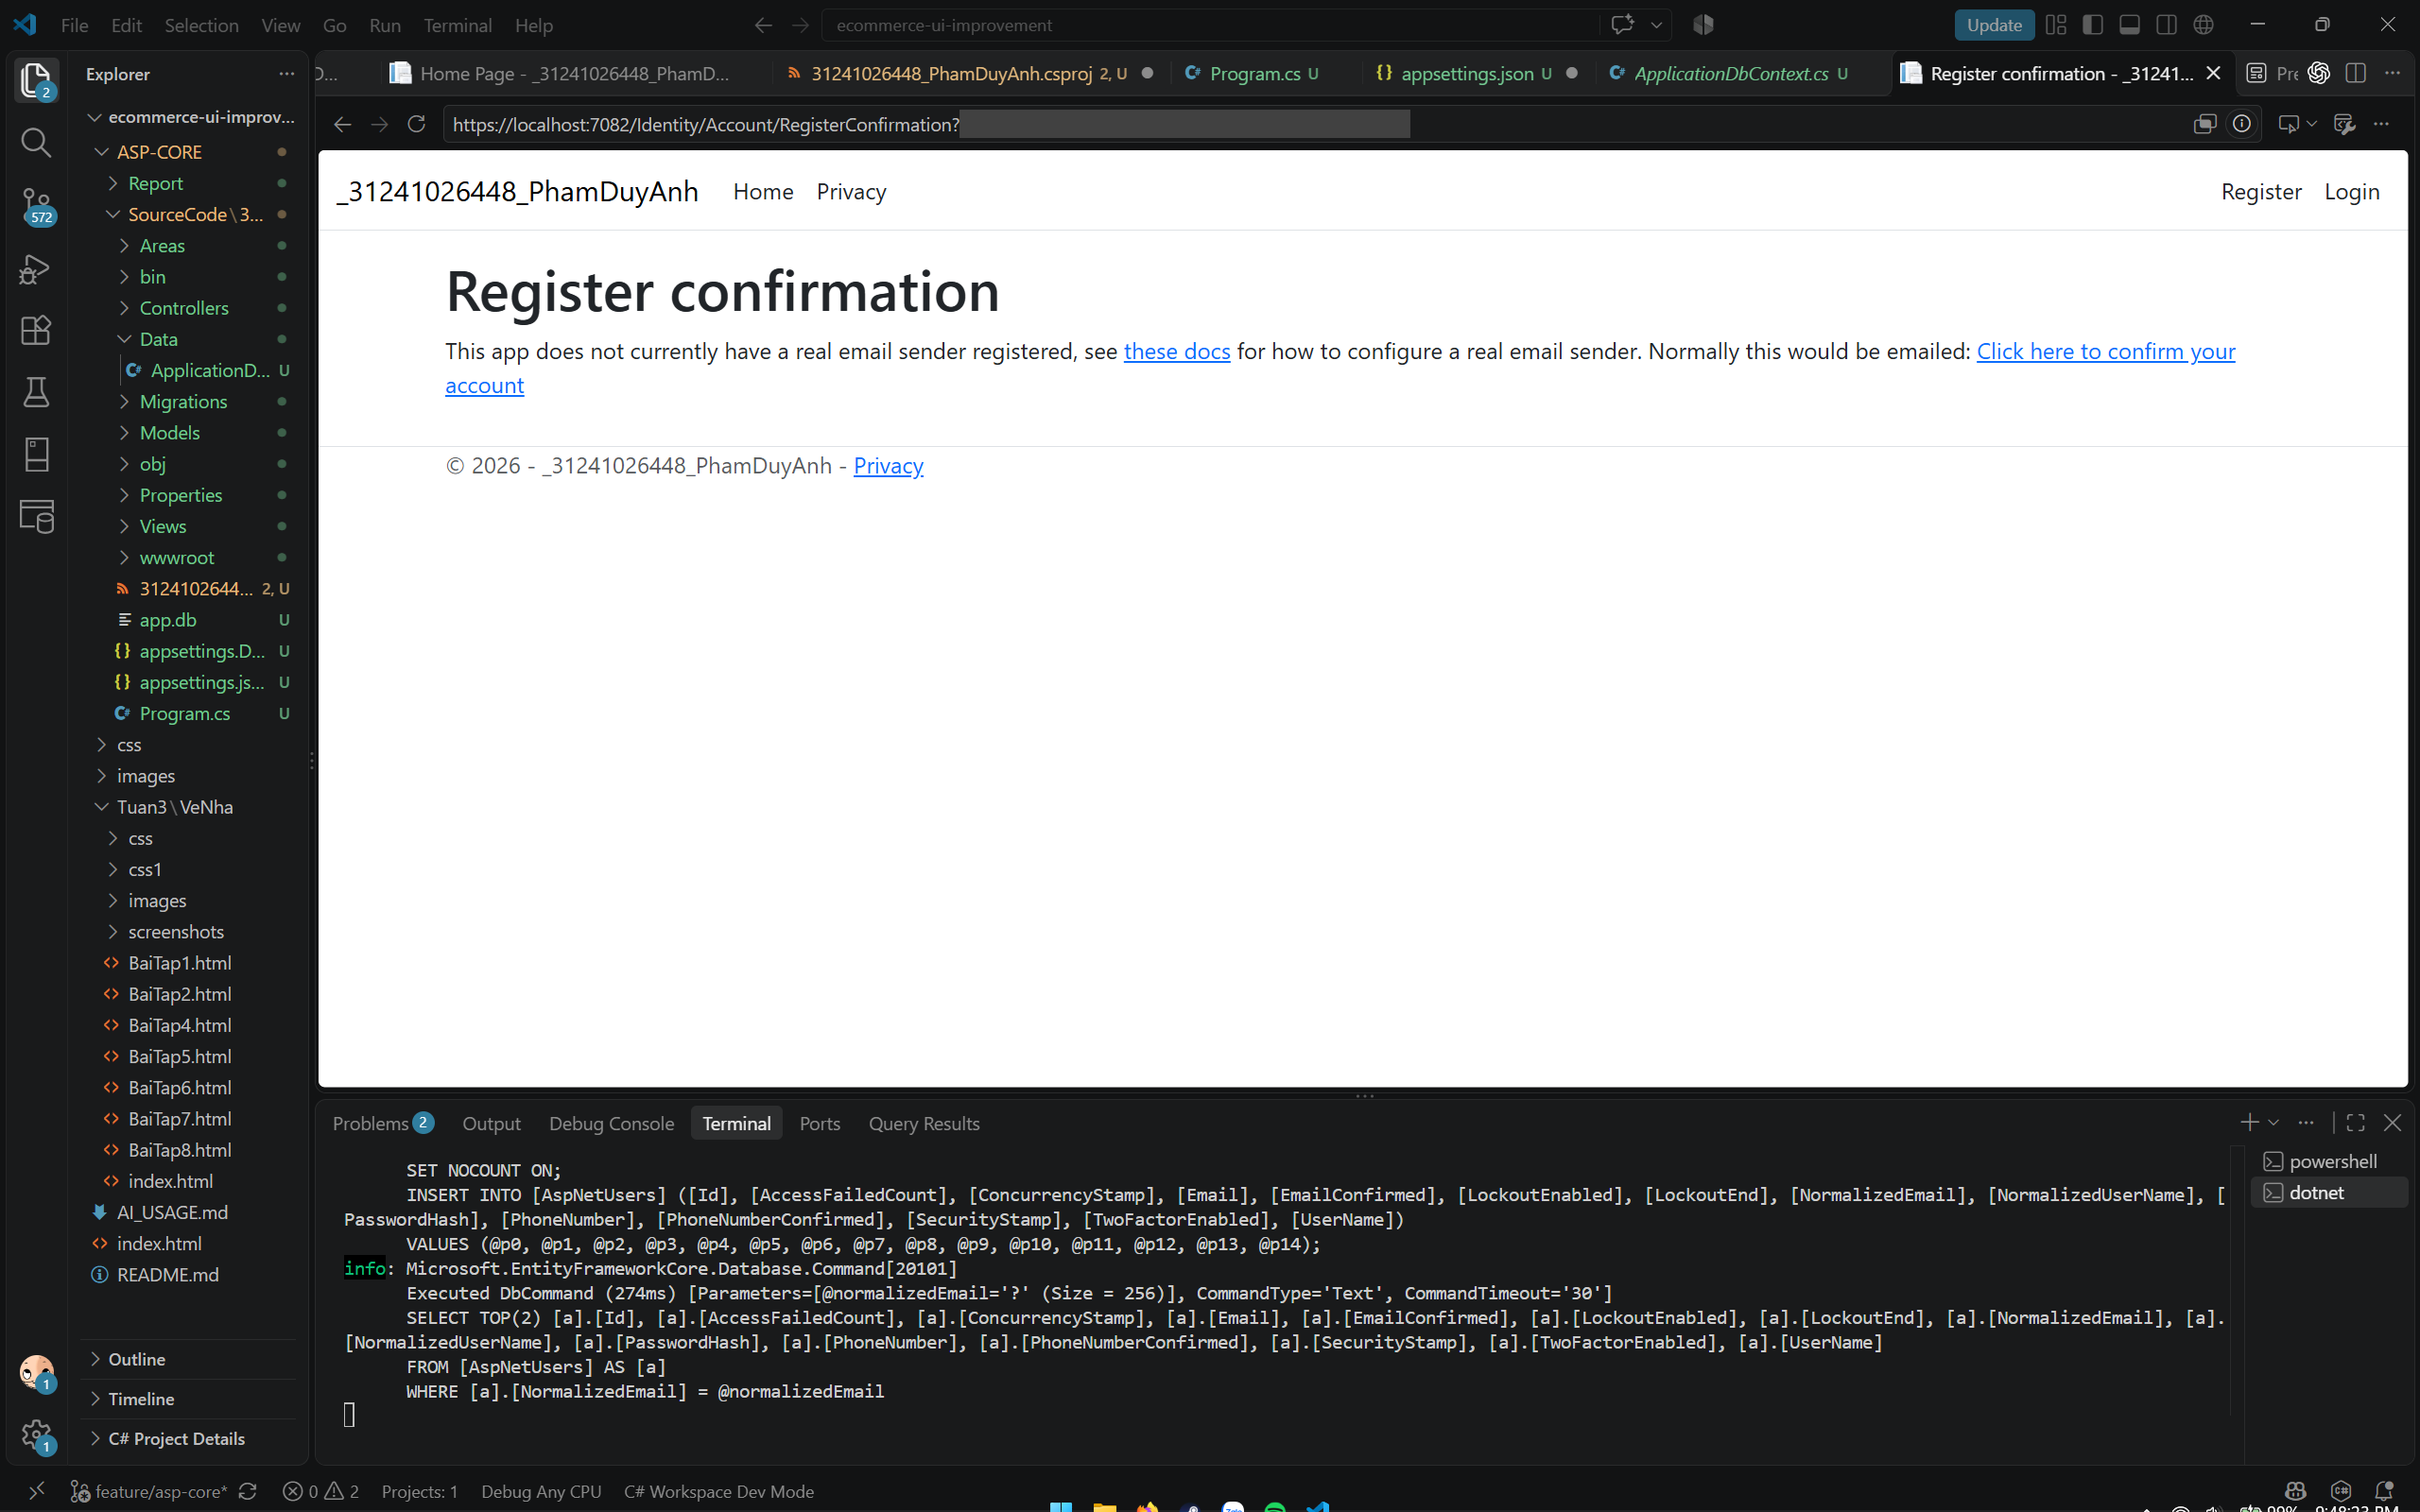 File Edit Selection View Go Run Terminal Help
ecommerce-ui-improvement
Update
Explorer
2
572
1
1
ecommerce-ui-improv...
ASP-CORE
Report
SourceCode\3...
Areas
bin
Controllers
Data
ApplicationD... U
Migrations
Models
obj
Properties
Views
wwwroot
3124102644... 2, U
app.db U
appsettings.D... U
appsettings.js... U
Program.cs U
css
images
Tuan3\VeNha
css
css1
images
screenshots
BaiTap1.html
BaiTap2.html
BaiTap4.html
BaiTap5.html
BaiTap6.html
BaiTap7.html
BaiTap8.html
index.html
AI_USAGE.md
index.html
README.md
Outline
Timeline
C# Project Details
D... Home Page - _31241026448_PhamD... 31241026448_PhamDuyAnh.csproj 2, U Program.cs U appsettings.json U ApplicationDbContext.cs U Register confirmation - _31241... Pre
https://localhost:7082/Identity/Account/RegisterConfirmation?
_31241026448_PhamDuyAnh Home Privacy Register Login
Register confirmation
This app does not currently have a real email sender registered, see these docs for how to configure a real email sender. Normally this would be emailed: Click here to confirm your
account
© 2026 - _31241026448_PhamDuyAnh - Privacy
Problems 2 Output Debug Console Terminal Ports Query Results
SET NOCOUNT ON;
INSERT INTO [AspNetUsers] ([Id], [AccessFailedCount], [ConcurrencyStamp], [Email], [EmailConfirmed], [LockoutEnabled], [LockoutEnd], [NormalizedEmail], [NormalizedUserName], [
PasswordHash], [PhoneNumber], [PhoneNumberConfirmed], [SecurityStamp], [TwoFactorEnabled], [UserName])
VALUES (@p0, @p1, @p2, @p3, @p4, @p5, @p6, @p7, @p8, @p9, @p10, @p11, @p12, @p13, @p14);
info: Microsoft.EntityFrameworkCore.Database.Command[20101]
Executed DbCommand (274ms) [Parameters=[@normalizedEmail='?' (Size = 256)], CommandType='Text', CommandTimeout='30']
SELECT TOP(2) [a].[Id], [a].[AccessFailedCount], [a].[ConcurrencyStamp], [a].[Email], [a].[EmailConfirmed], [a].[LockoutEnabled], [a].[LockoutEnd], [a].[NormalizedEmail], [a].
[NormalizedUserName], [a].[PasswordHash], [a].[PhoneNumber], [a].[PhoneNumberConfirmed], [a].[SecurityStamp], [a].[TwoFactorEnabled], [a].[UserName]
FROM [AspNetUsers] AS [a]
WHERE [a].[NormalizedEmail] = @normalizedEmail
powershell
dotnet
feature/asp-core* 0 2 Projects: 1 Debug Any CPU C# Workspace Dev Mode